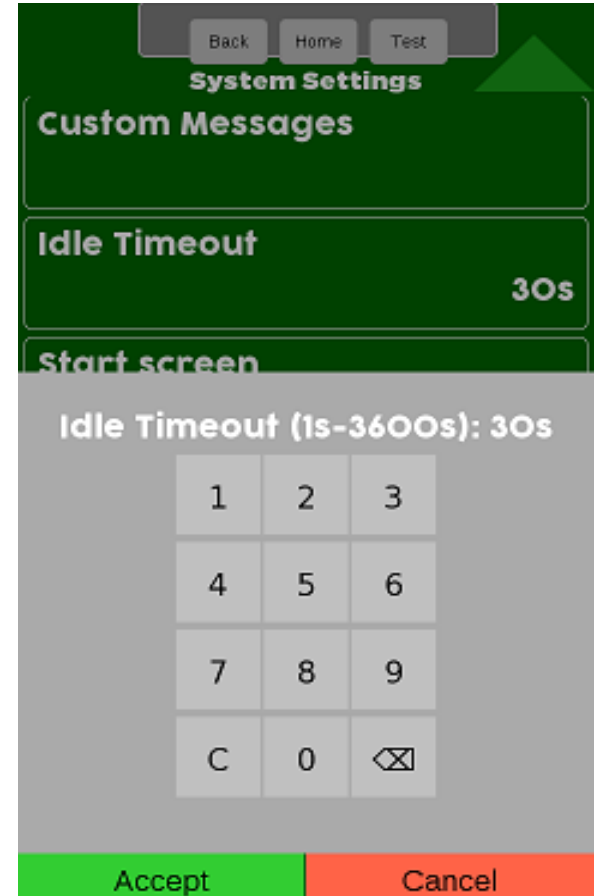 Back Home Test
System Settings
Custom Messages
Idle Timeout
30s
Start screen
Idle Timeout (1s-3600s): 30s
1 2 3
4 5 6
7 8 9
C 0 ⌫
Accept Cancel